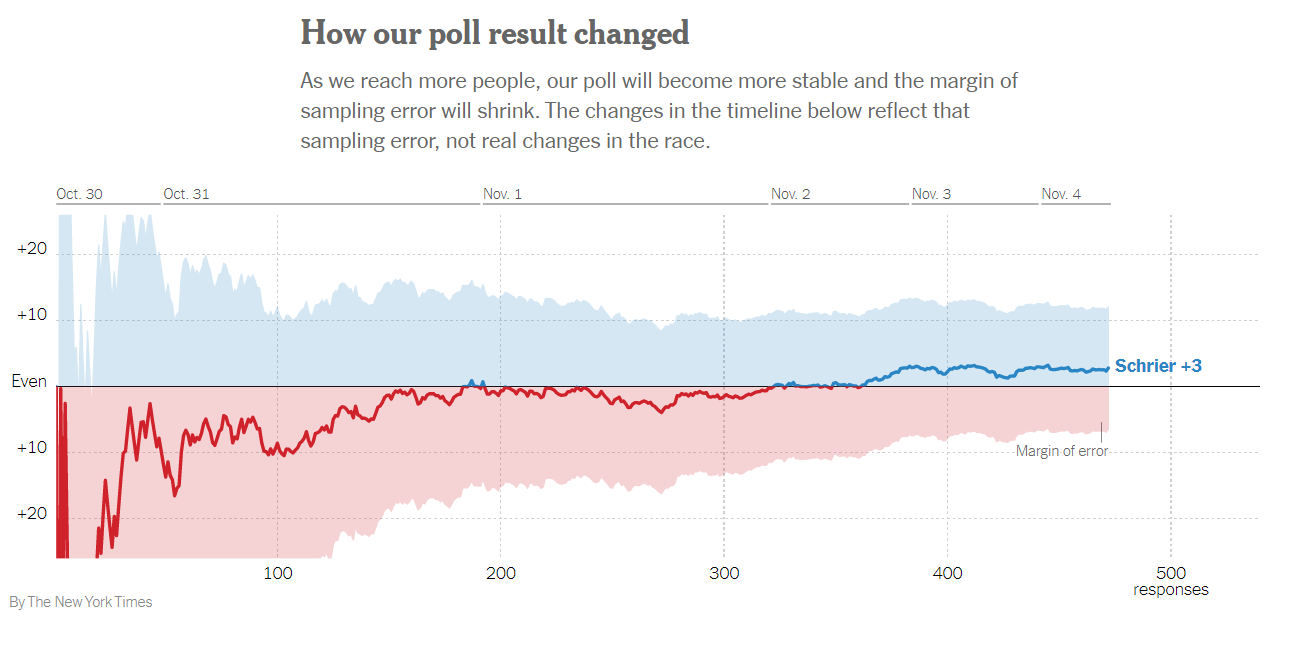 How our poll result changed
As we reach more people, our poll will become more stable and the margin of
sampling error will shrink. The changes in the timeline below reflect that
sampling error, not real changes in the race.
Oct. 30 Oct. 31 Nov. 1 Nov. 2 Nov. 3 Nov. 4
+20
+10
Even
Schrier +3
+10
Margin of error
+20
100 200 300 400 500
responses
By The New York Times